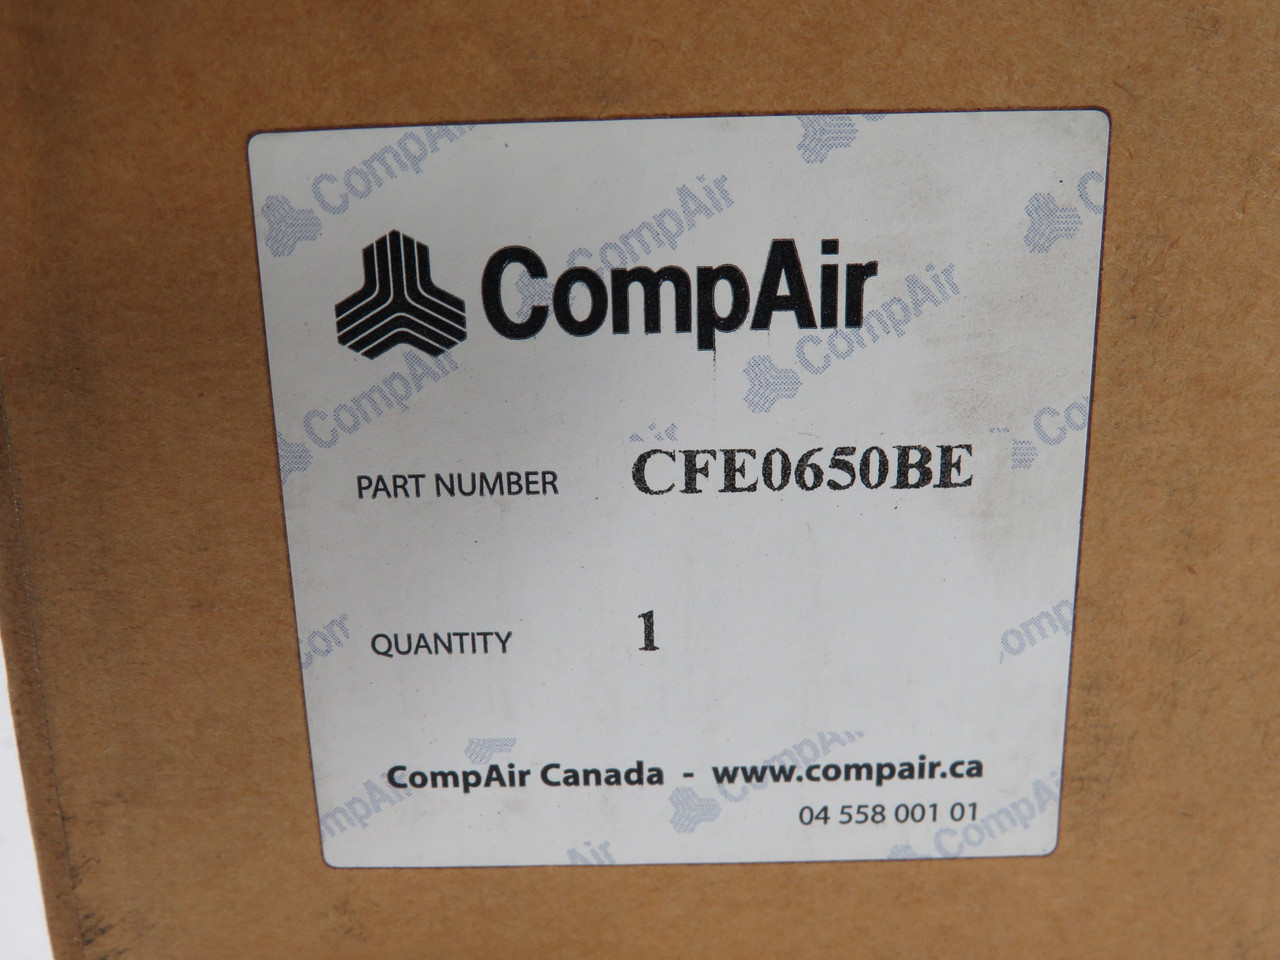 CompAir
PART NUMBER CFE0650BE
QUANTITY 1
CompAir Canada - www.compair.ca
04 558 001 01